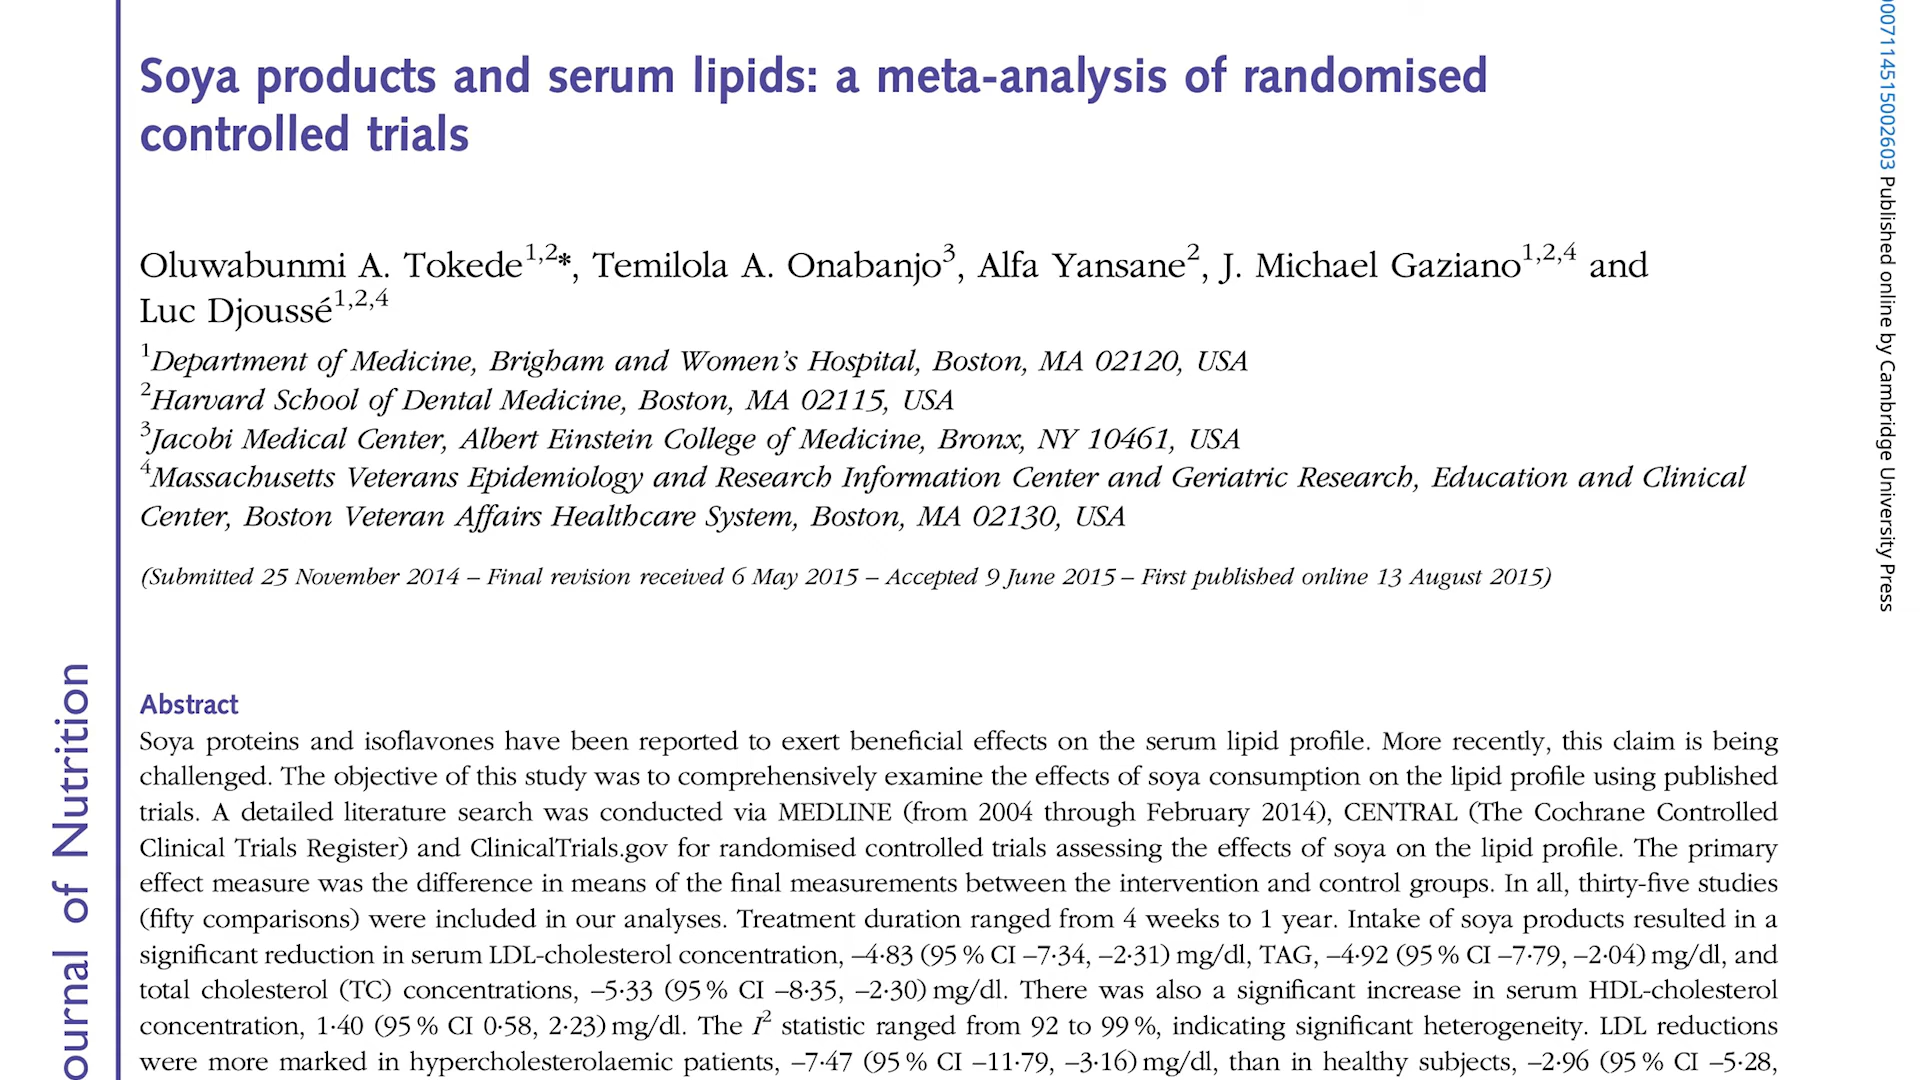 Soya products and serum lipids: a meta-analysis of randomised
controlled trials
Oluwabunmi A. Tokede1,2*, Temilola A. Onabanjo3, Alfa Yansane2, J. Michael Gaziano1,2,4 and
Luc Djoussé1,2,4
1Department of Medicine, Brigham and Women's Hospital, Boston, MA 02120, USA
2Harvard School of Dental Medicine, Boston, MA 02115, USA
3Jacobi Medical Center, Albert Einstein College of Medicine, Bronx, NY 10461, USA
4Massachusetts Veterans Epidemiology and Research Information Center and Geriatric Research, Education and Clinical
Center, Boston Veteran Affairs Healthcare System, Boston, MA 02130, USA
(Submitted 25 November 2014 – Final revision received 6 May 2015 – Accepted 9 June 2015 – First published online 13 August 2015)
Abstract
Soya proteins and isoflavones have been reported to exert beneficial effects on the serum lipid profile. More recently, this claim is being
challenged. The objective of this study was to comprehensively examine the effects of soya consumption on the lipid profile using published
trials. A detailed literature search was conducted via MEDLINE (from 2004 through February 2014), CENTRAL (The Cochrane Controlled
Clinical Trials Register) and ClinicalTrials.gov for randomised controlled trials assessing the effects of soya on the lipid profile. The primary
effect measure was the difference in means of the final measurements between the intervention and control groups. In all, thirty-five studies
(fifty comparisons) were included in our analyses. Treatment duration ranged from 4 weeks to 1 year. Intake of soya products resulted in a
significant reduction in serum LDL-cholesterol concentration, –4·83 (95 % CI –7·34, –2·31) mg/dl, TAG, –4·92 (95 % CI –7·79, –2·04) mg/dl, and
total cholesterol (TC) concentrations, –5·33 (95 % CI –8·35, –2·30) mg/dl. There was also a significant increase in serum HDL-cholesterol
concentration, 1·40 (95 % CI 0·58, 2·23) mg/dl. The I2 statistic ranged from 92 to 99 %, indicating significant heterogeneity. LDL reductions
were more marked in hypercholesterolaemic patients, –7·47 (95 % CI –11·79, –3·16) mg/dl, than in healthy subjects, –2·96 (95 % CI –5·28,
ournal of Nutrition
0007114515002603 Published online by Cambridge University Press